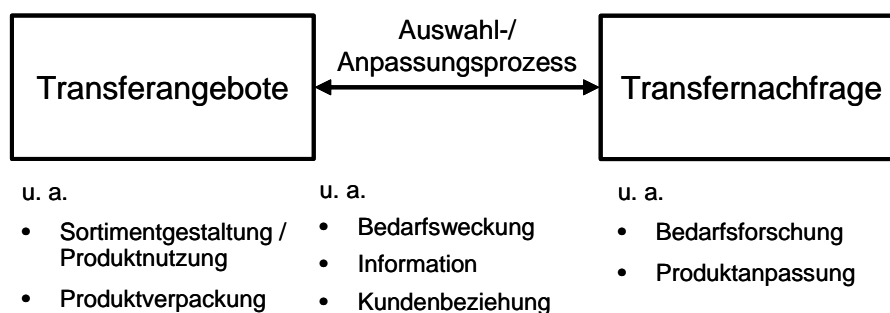 Transferangebote
Auswahl-/
Anpassungsprozess
Transfernachfrage
u. a.
• Sortimentgestaltung /
Produktnutzung
• Produktverpackung
u. a.
• Bedarfsweckung
• Information
• Kundenbeziehung
u. a.
• Bedarfsforschung
• Produktanpassung